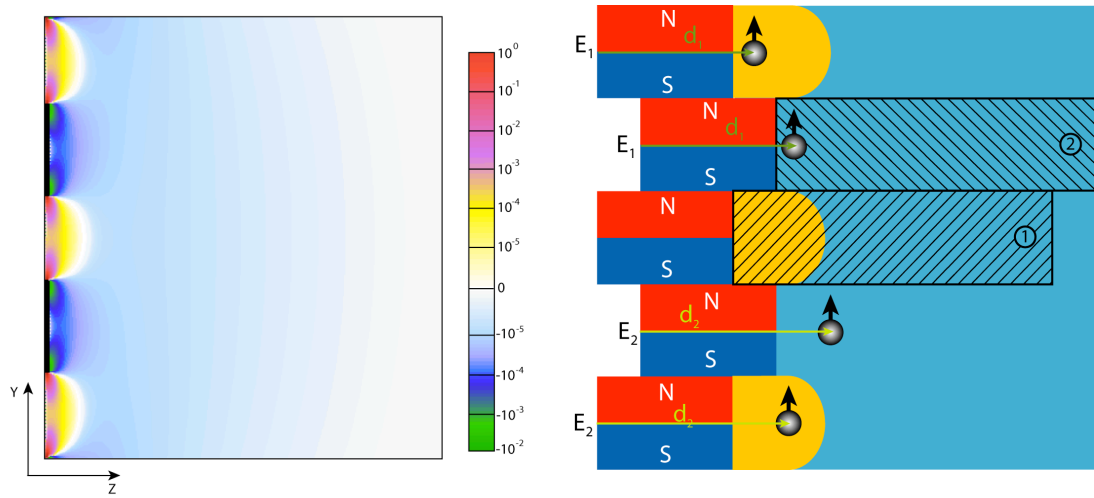 Y
Z
10⁰
10⁻¹
10⁻²
10⁻³
10⁻⁴
10⁻⁵
0
-10⁻⁵
-10⁻⁴
-10⁻³
-10⁻²
E₁
N
d₁
S
E₁
N
d₁
S
②
N
S
①
E₂
N
d₂
S
E₂
N
d₂
S